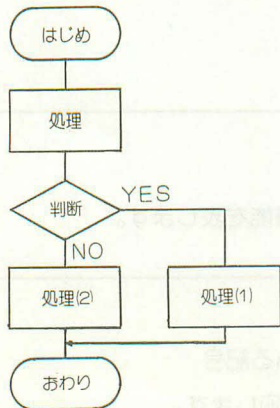 はじめ
処理
判断
YES
NO
処理(2)
処理(1)
おわり